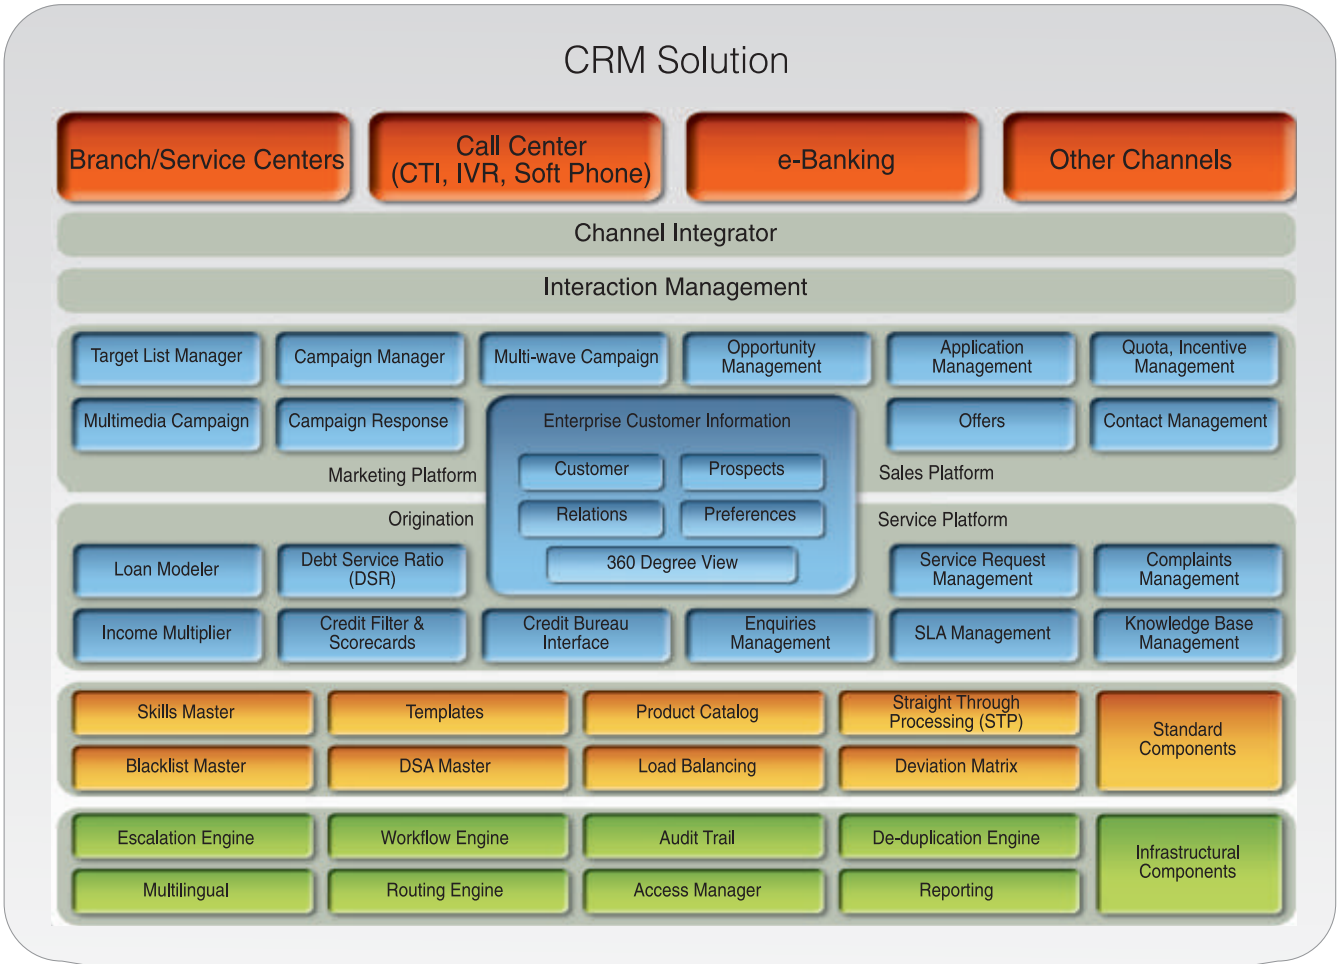 CRM Solution
Branch/Service Centers
Call Center
(CTI, IVR, Soft Phone)
e-Banking
Other Channels
Channel Integrator
Interaction Management
Target List Manager
Campaign Manager
Multi-wave Campaign
Opportunity
Management
Application
Management
Quota, Incentive
Management
Multimedia Campaign
Campaign Response
Enterprise Customer Information
Offers
Contact Management
Customer
Prospects
Marketing Platform
Sales Platform
Relations
Preferences
Origination
Service Platform
360 Degree View
Loan Modeler
Debt Service Ratio
(DSR)
Service Request
Management
Complaints
Management
Income Multiplier
Credit Filter &
Scorecards
Credit Bureau
Interface
Enquiries
Management
SLA Management
Knowledge Base
Management
Skills Master
Templates
Product Catalog
Straight Through
Processing (STP)
Standard
Components
Blacklist Master
DSA Master
Load Balancing
Deviation Matrix
Escalation Engine
Workflow Engine
Audit Trail
De-duplication Engine
Infrastructural
Components
Multilingual
Routing Engine
Access Manager
Reporting